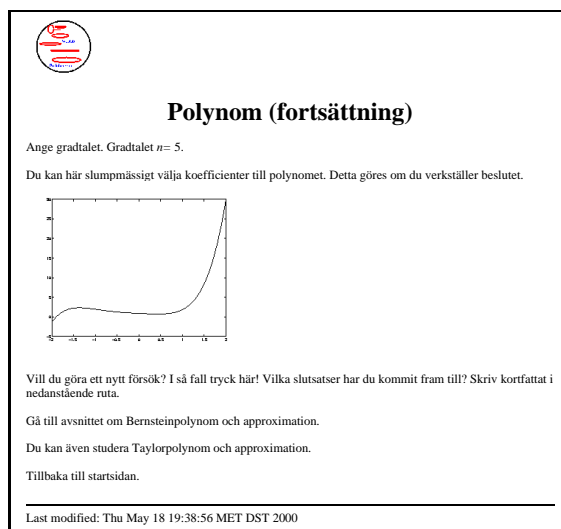 Polynom (fortsättning)
Ange gradtalet. Gradtalet n= 5.
Du kan här slumpmässigt välja koefficienter till polynomet. Detta göres om du verkställer beslutet.
Vill du göra ett nytt försök? I så fall tryck här! Vilka slutsatser har du kommit fram till? Skriv kortfattat i
nedanstående ruta.
Gå till avsnittet om Bernsteinpolynom och approximation.
Du kan även studera Taylorpolynom och approximation.
Tillbaka till startsidan.
Last modified: Thu May 18 19:38:56 MET DST 2000